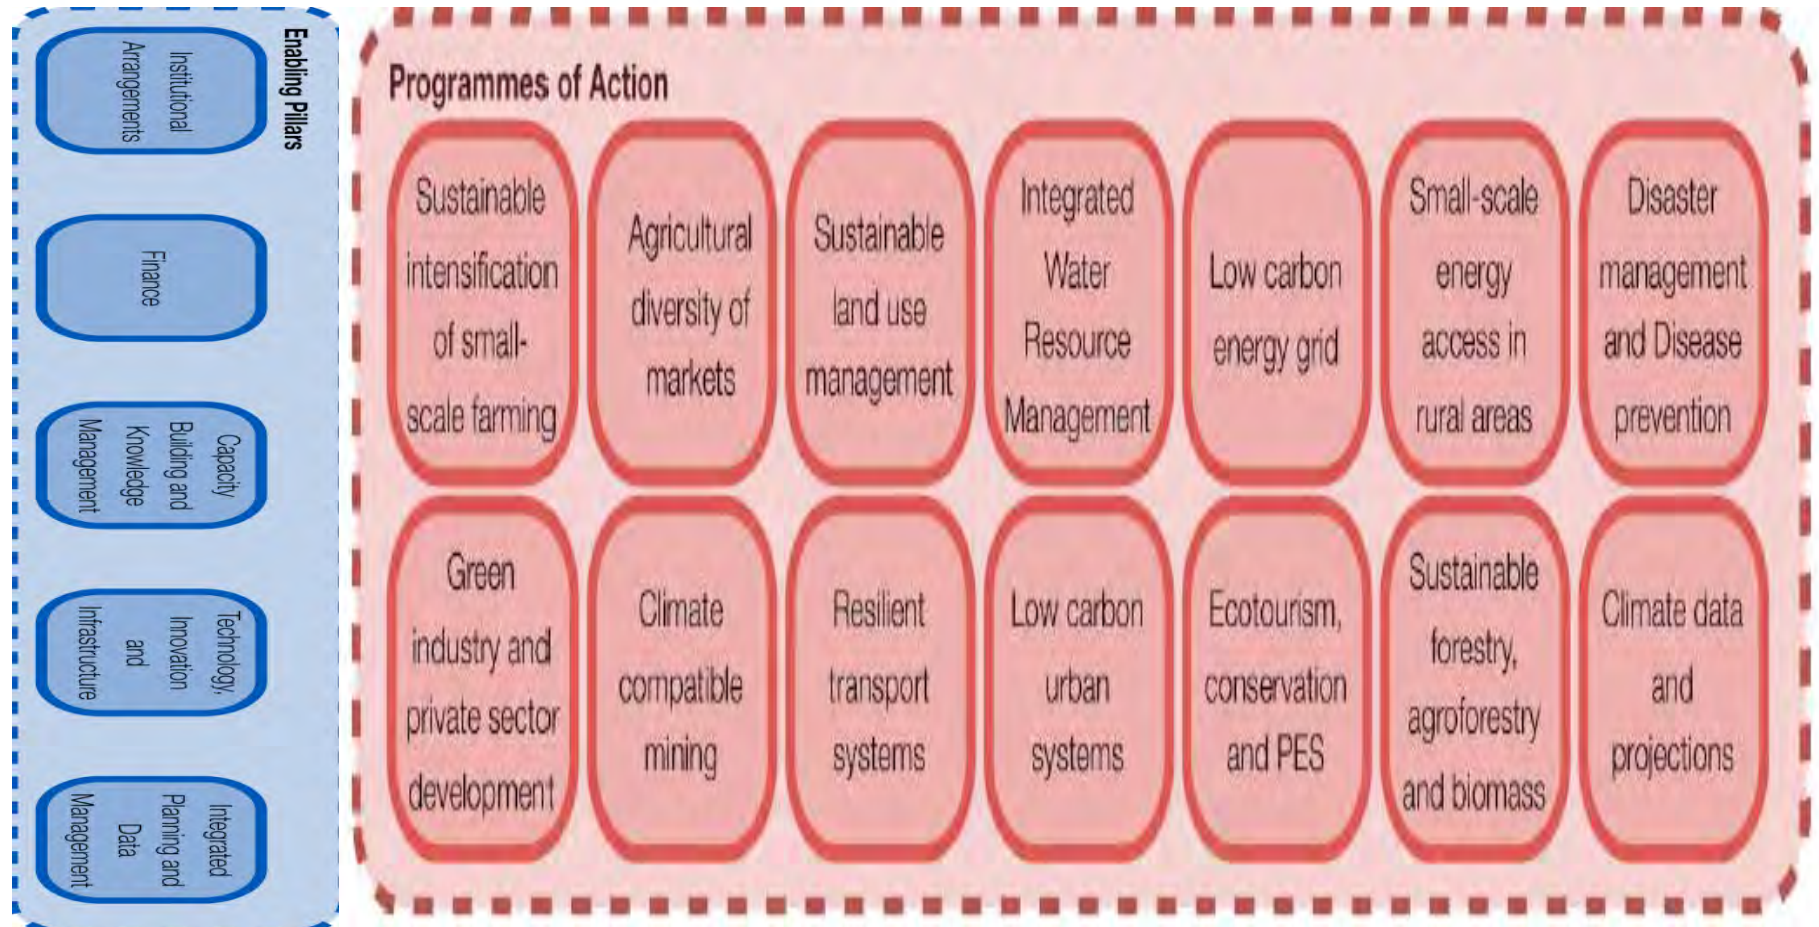 Enabling Pillars
Institutional
Arrangements
Finance
Capacity
Building and
Knowledge
Management
Technology,
Innovation
and
Infrastructure
Integrated
Planning and
Data
Management
Programmes of Action
Sustainable
intensification
of small-
scale farming
Agricultural
diversity of
markets
Sustainable
land use
management
Integrated
Water
Resource
Management
Low carbon
energy grid
Small-scale
energy
access in
rural areas
Disaster
management
and Disease
prevention
Green
industry and
private sector
development
Climate
compatible
mining
Resilient
transport
systems
Low carbon
urban
systems
Ecotourism,
conservation
and PES
Sustainable
forestry,
agroforestry
and biomass
Climate data
and
projections